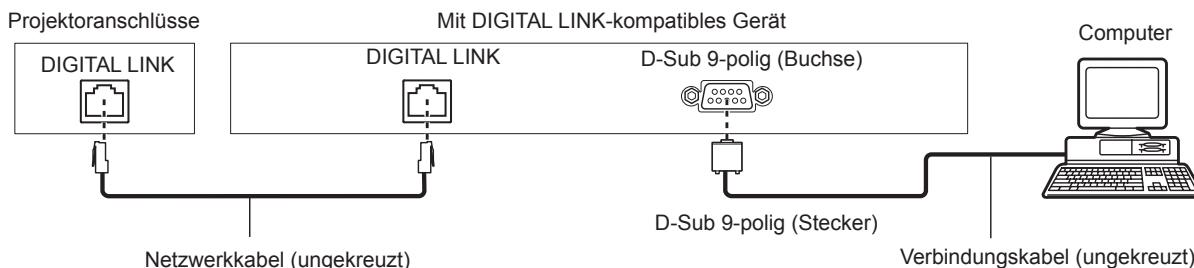 Projektoranschlüsse
Mit DIGITAL LINK-kompatibles Gerät
Computer
DIGITAL LINK
DIGITAL LINK
D-Sub 9-polig (Buchse)
D-Sub 9-polig (Stecker)
Netzwerkkabel (ungekreuzt)
Verbindungskabel (ungekreuzt)